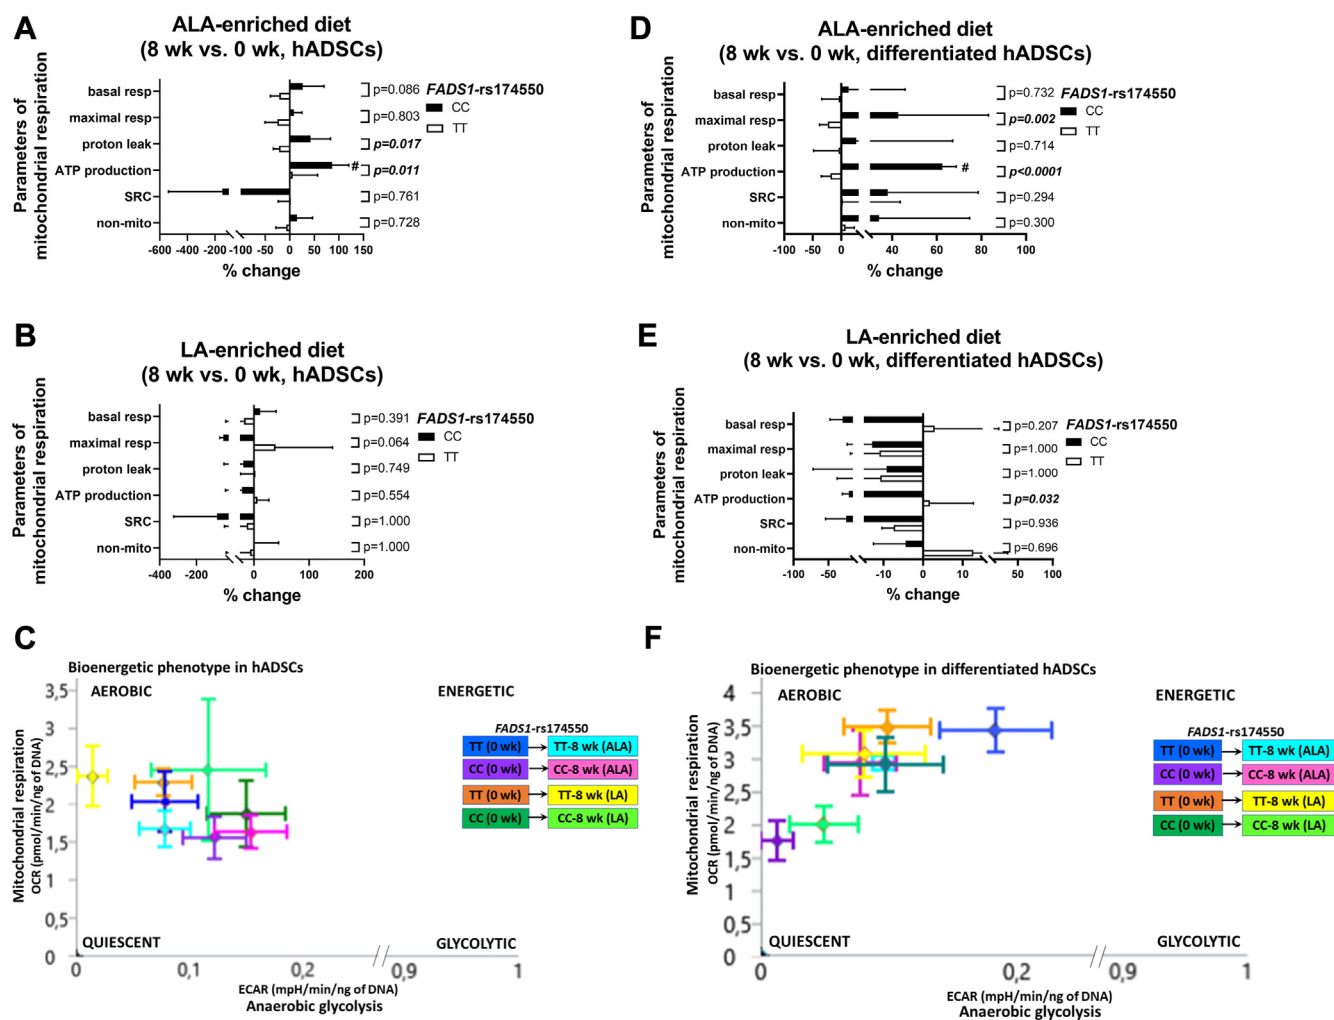 A
ALA-enriched diet
(8 wk vs. 0 wk, hADSCs)
Parameters of
mitochondrial respiration
basal resp
maximal resp
proton leak
ATP production
SRC
non-mito
p=0.086
p=0.803
p=0.017
#
p=0.011
p=0.761
p=0.728
FADS1-rs174550
CC
TT
-600 -400 -200 -100 0 50 100 150
% change
D
ALA-enriched diet
(8 wk vs. 0 wk, differentiated hADSCs)
Parameters of
mitochondrial respiration
basal resp
maximal resp
proton leak
ATP production
SRC
non-mito
p=0.732
p=0.002
p=0.714
#
p<0.0001
p=0.294
p=0.300
FADS1-rs174550
CC
TT
-100 -50 0 40 60 80 100
% change
B
LA-enriched diet
(8 wk vs. 0 wk, hADSCs)
Parameters of
mitochondrial respiration
basal resp
maximal resp
proton leak
ATP production
SRC
non-mito
p=0.391
p=0.064
p=0.749
p=0.554
p=1.000
p=1.000
FADS1-rs174550
CC
TT
-400 -200 0 100 200
% change
E
LA-enriched diet
(8 wk vs. 0 wk, differentiated hADSCs)
Parameters of
mitochondrial respiration
basal resp
maximal resp
proton leak
ATP production
SRC
non-mito
p=0.207
p=1.000
p=1.000
p=0.032
p=0.936
p=0.696
FADS1-rs174550
CC
TT
-100 -50 -10 0 10 50 100
% change
C
Bioenergetic phenotype in hADSCs
AEROBIC
ENERGETIC
Mitochondrial respiration
OCR (pmol/min/ng of DNA)
3,5
3
2,5
2
1,5
1
0,5
0
FADS1-rs174550
TT (0 wk) TT-8 wk (ALA)
CC (0 wk) CC-8 wk (ALA)
TT (0 wk) TT-8 wk (LA)
CC (0 wk) CC-8 wk (LA)
QUIESCENT
GLYCOLYTIC
0 0,1 0,2 0,9 1
ECAR (mpH/min/ng of DNA)
Anaerobic glycolysis
F
Bioenergetic phenotype in differentiated hADSCs
AEROBIC
ENERGETIC
Mitochondrial respiration
OCR (pmol/min/ng of DNA)
4
3,5
3
2,5
2
1,5
1
0,5
0
FADS1-rs174550
TT (0 wk) TT-8 wk (ALA)
CC (0 wk) CC-8 wk (ALA)
TT (0 wk) TT-8 wk (LA)
CC (0 wk) CC-8 wk (LA)
QUIESCENT
GLYCOLYTIC
0 0,2 0,9 1
ECAR (mpH/min/ng of DNA)
Anaerobic glycolysis